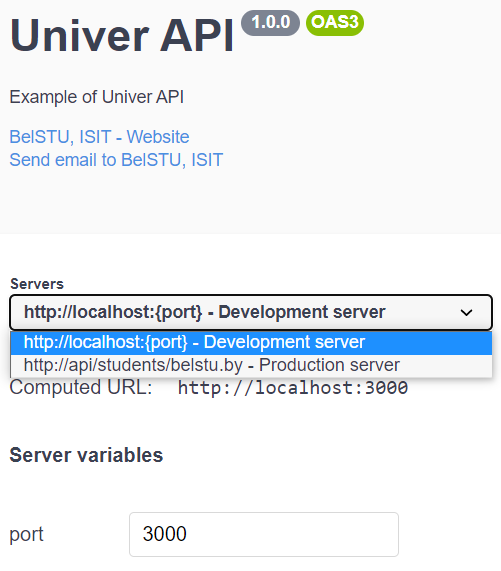 Univer API 1.0.0 OAS3
Example of Univer API
BelSTU, ISIT - Website
Send email to BelSTU, ISIT
Servers
http://localhost:{port} - Development server
http://localhost:{port} - Development server
http://api/students/belstu.by - Production server
Computed URL: http://localhost:3000
Server variables
port 3000